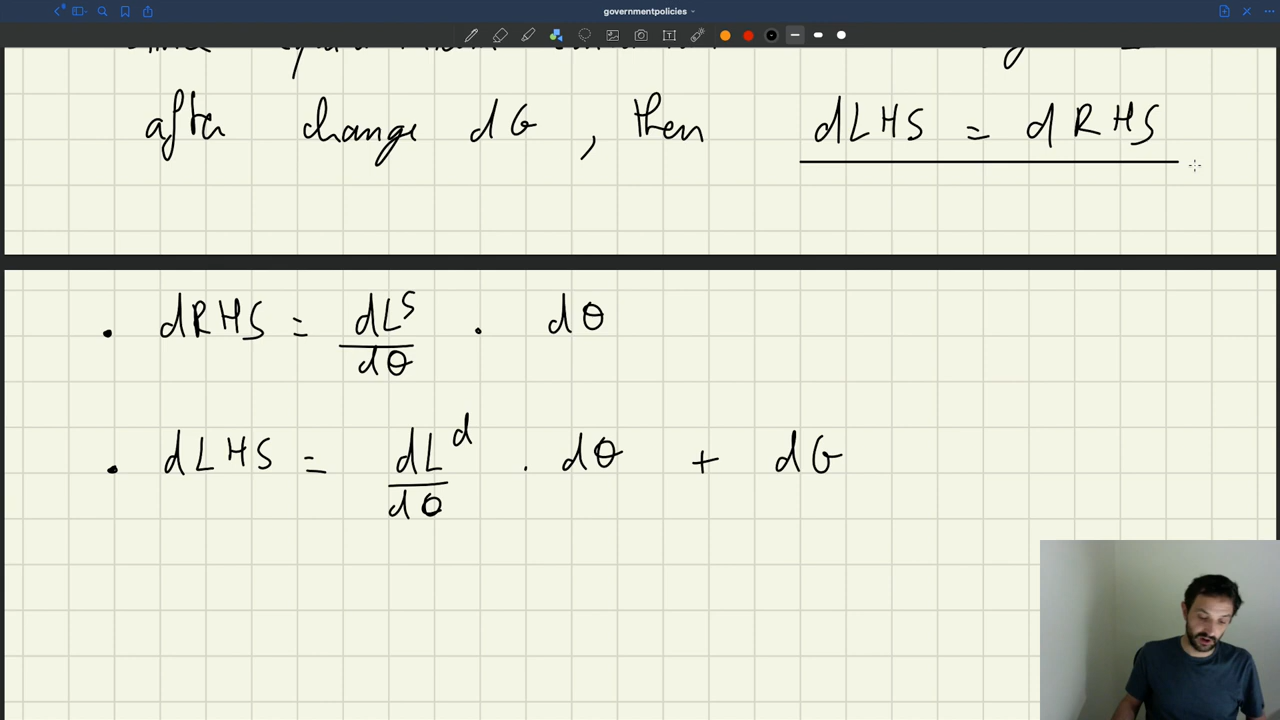 governmentpolicies
after change dG , then dLHS = dRHS
. dRHS = dL^S/dθ . dθ
. dLHS = dL^d/dθ . dθ + dG